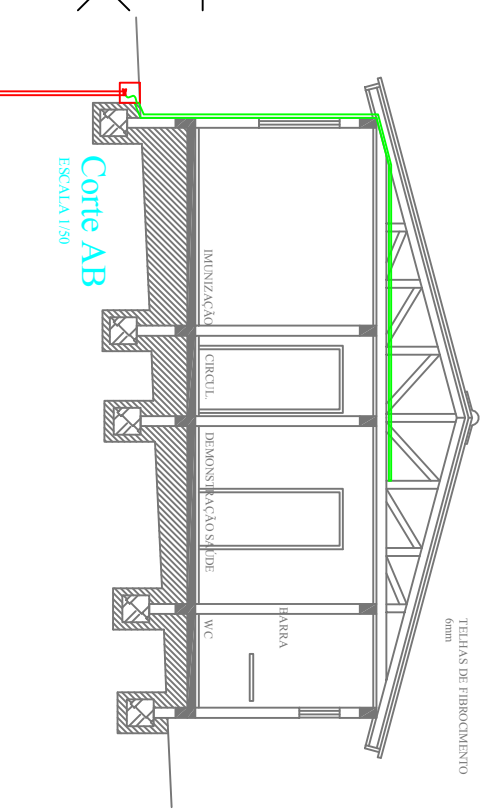 TELHAS DE FIBROCIMENTO
6mm
IMUNIZAÇÃO
CIRCUL.
DEMONSTRAÇÃO SAÚDE
BARRA
WC
Corte AB
ESCALA 1/50